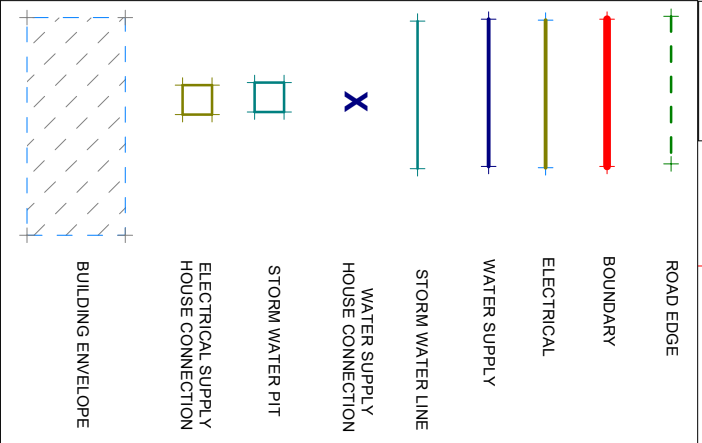 ROAD EDGE
BOUNDARY
ELECTRICAL
WATER SUPPLY
STORM WATER LINE
WATER SUPPLY
HOUSE CONNECTION
STORM WATER PIT
ELECTRICAL SUPPLY
HOUSE CONNECTION
BUILDING ENVELOPE